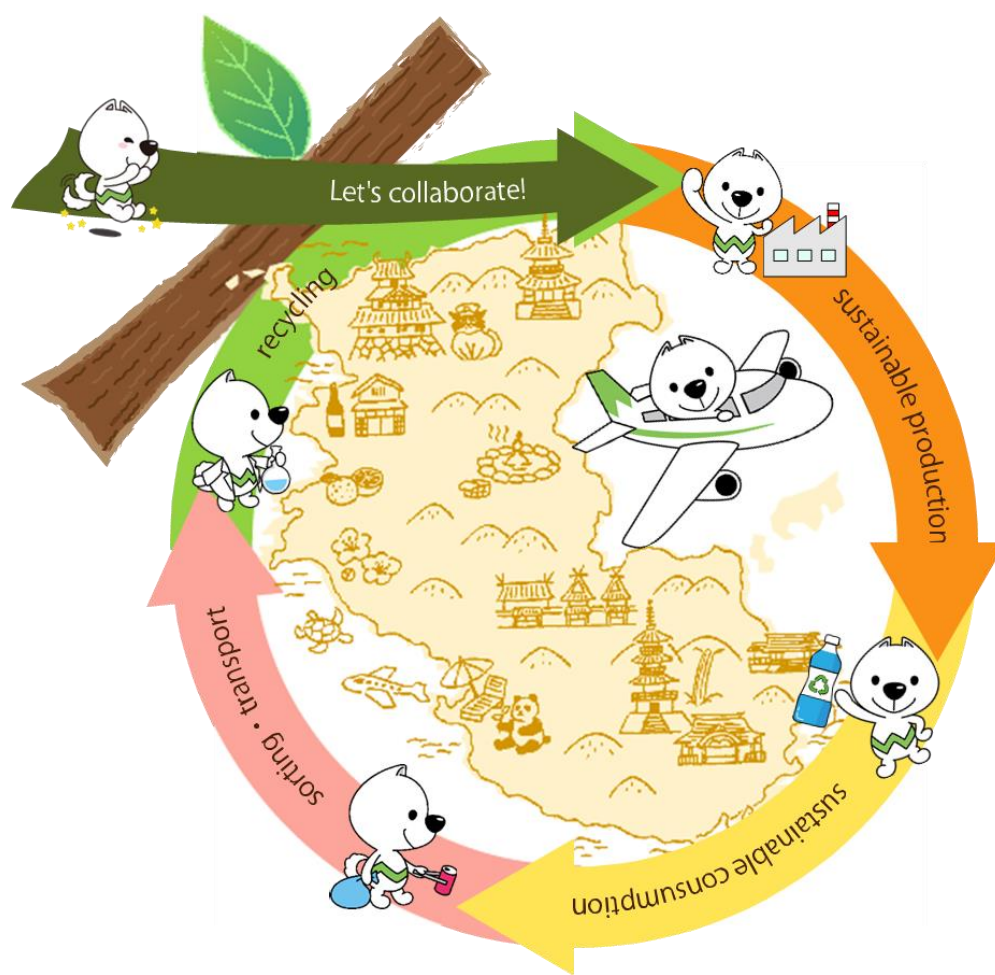 Let's collaborate!
sustainable production
sustainable consumption
sorting・transport
recycling